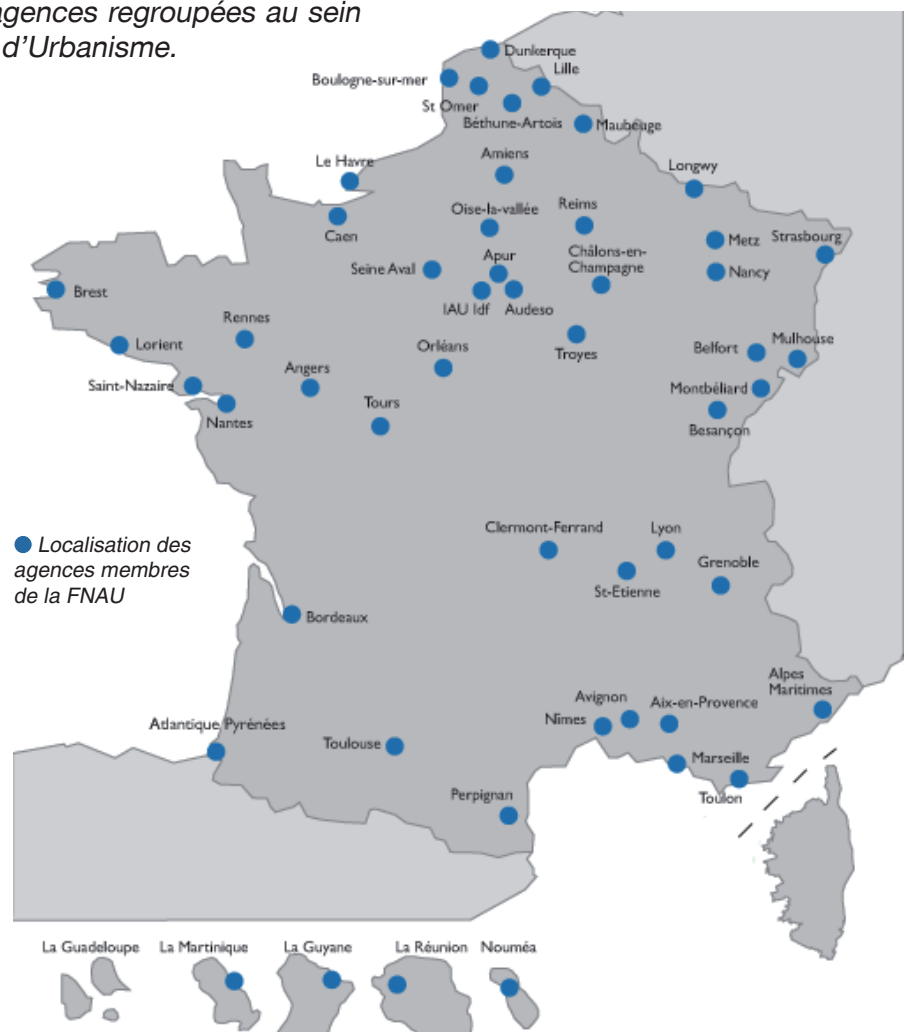 agences regroupées au sein
d'Urbanisme.
Dunkerque
Lille
Boulogne-sur-mer
St Omer
Béthune-Artois
Maubeuge
Le Havre
Amiens
Longwy
Oise-la-vallée
Reims
Caen
Metz
Strasbourg
Seine Aval
Apur
Châlons-en-
Champagne
Nancy
Brest
IAU Idf
Audeso
Rennes
Lorient
Orléans
Troyes
Belfort
Mulhouse
Saint-Nazaire
Angers
Montbéliard
Tours
Nantes
Besançon
Localisation des
agences membres
de la FNAU
Clermont-Ferrand
Lyon
Grenoble
St-Etienne
Bordeaux
Alpes
Maritimes
Avignon
Aix-en-Provence
Nîmes
Atlantique Pyrénées
Toulouse
Marseille
Perpignan
Toulon
La Guadeloupe
La Martinique
La Guyane
La Réunion
Nouméa